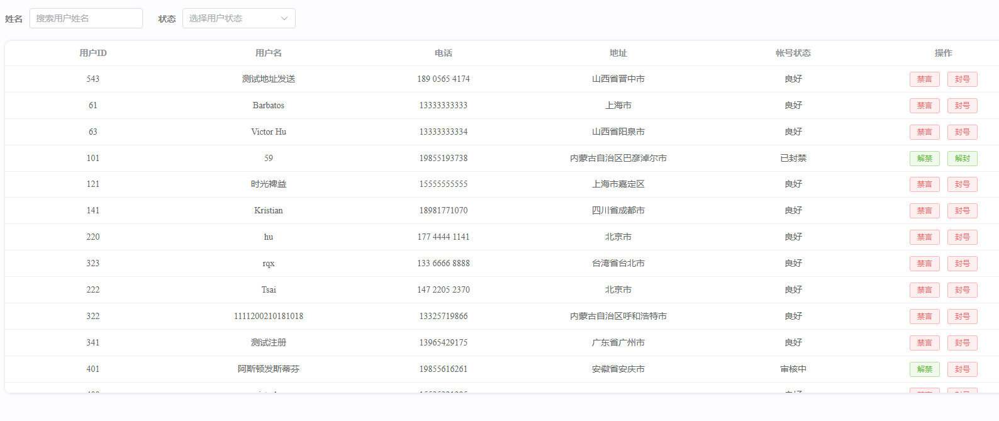 姓名 搜索用户姓名 状态 选择用户状态
用户ID 用户名 电话 地址 帐号状态 操作
543 测试地址发送 189 0565 4174 山西省晋中市 良好 禁言 封号
61 Barbatos 13333333333 上海市 良好 禁言 封号
63 Victor Hu 13333333334 山西省阳泉市 良好 禁言 封号
101 59 19855193738 内蒙古自治区巴彦淖尔市 已封禁 解禁 解封
121 时光裨益 15555555555 上海市嘉定区 良好 禁言 封号
141 Kristian 18981771070 四川省成都市 良好 禁言 封号
220 hu 177 4444 1141 北京市 良好 禁言 封号
323 rqx 133 6666 8888 台湾省台北市 良好 禁言 封号
222 Tsai 147 2205 2370 北京市 良好 禁言 封号
322 1111200210181018 13325719866 内蒙古自治区呼和浩特市 良好 禁言 封号
341 测试注册 13965429175 广东省广州市 良好 禁言 封号
401 阿斯顿发斯蒂芬 19855616261 安徽省安庆市 审核中 解禁 封号